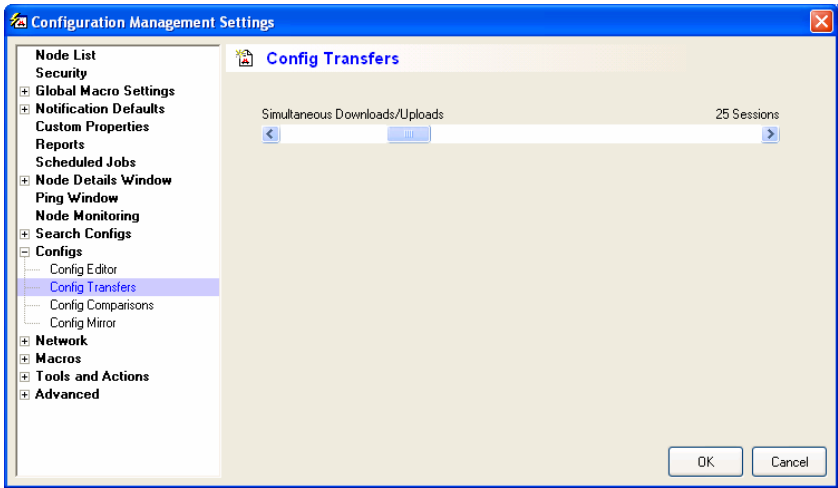 Configuration Management Settings
Node List
Security
Global Macro Settings
Notification Defaults
Custom Properties
Reports
Scheduled Jobs
Node Details Window
Ping Window
Node Monitoring
Search Configs
Configs
Config Editor
Config Transfers
Config Comparisons
Config Mirror
Network
Macros
Tools and Actions
Advanced
Config Transfers
Simultaneous Downloads/Uploads 25 Sessions
OK Cancel